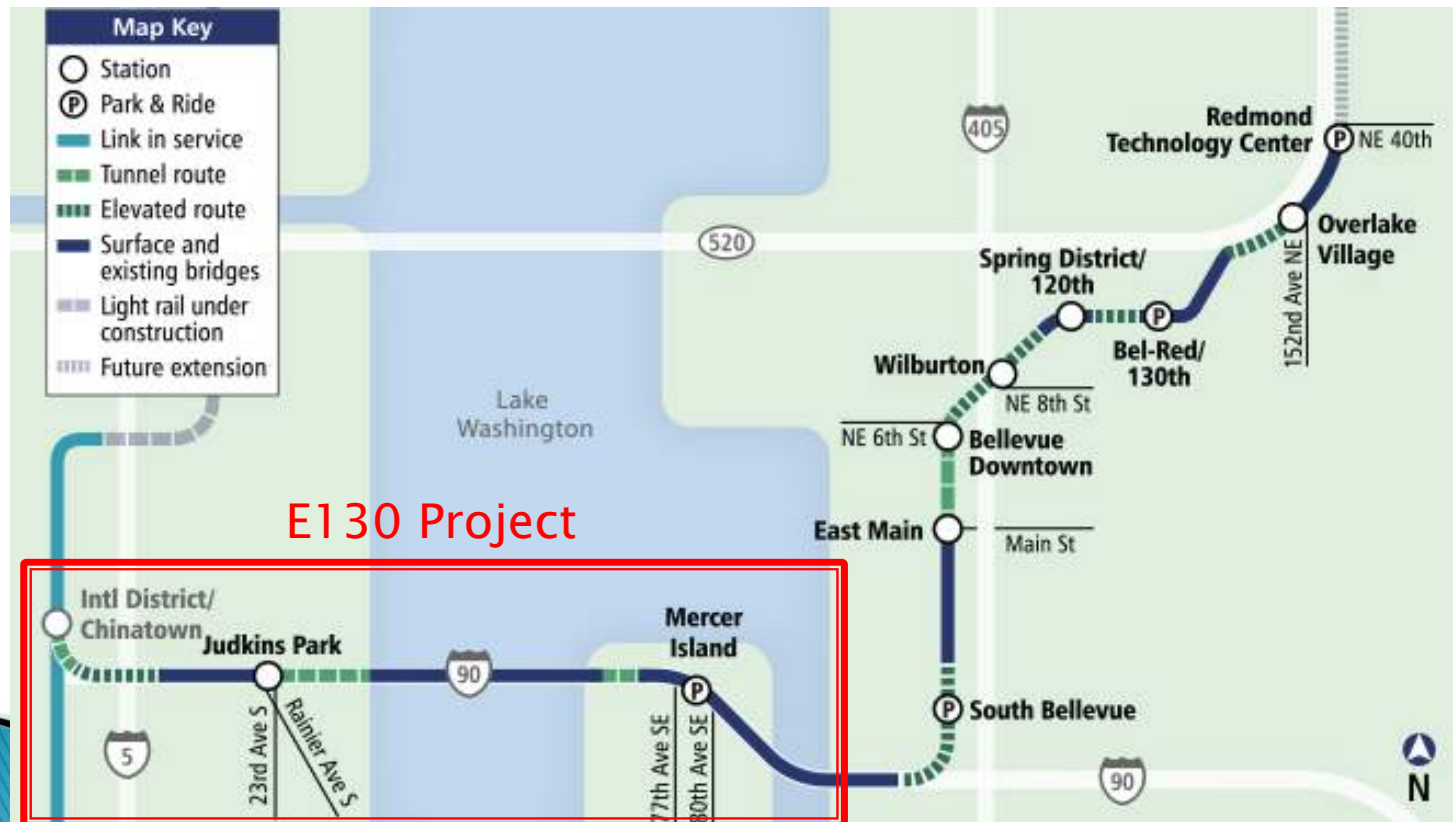 Map Key
Station
P Park & Ride
Link in service
Tunnel route
Elevated route
Surface and
existing bridges
Light rail under
construction
Future extension
405
Redmond
Technology Center
P
NE 40th
520
Overlake
Village
152nd Ave NE
Spring District/
120th
P
Bel-Red/
130th
Wilburton
NE 8th St
Lake
Washington
NE 6th St
Bellevue
Downtown
E130 Project
East Main
Main St
Intl District/
Chinatown
Judkins Park
90
Mercer
Island
P
P South Bellevue
5
23rd Ave S
Rainier Ave S
77th Ave SE
80th Ave SE
90
N